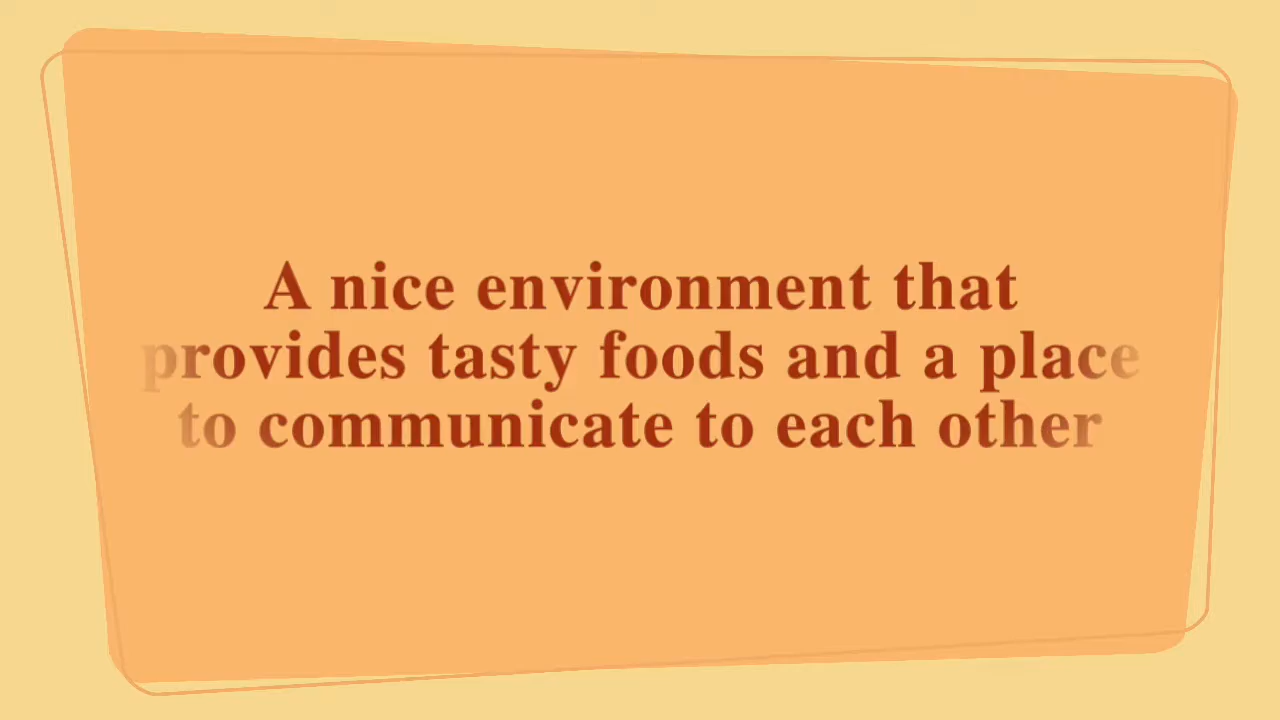 A nice environment that
provides tasty foods and a place
to communicate to each other